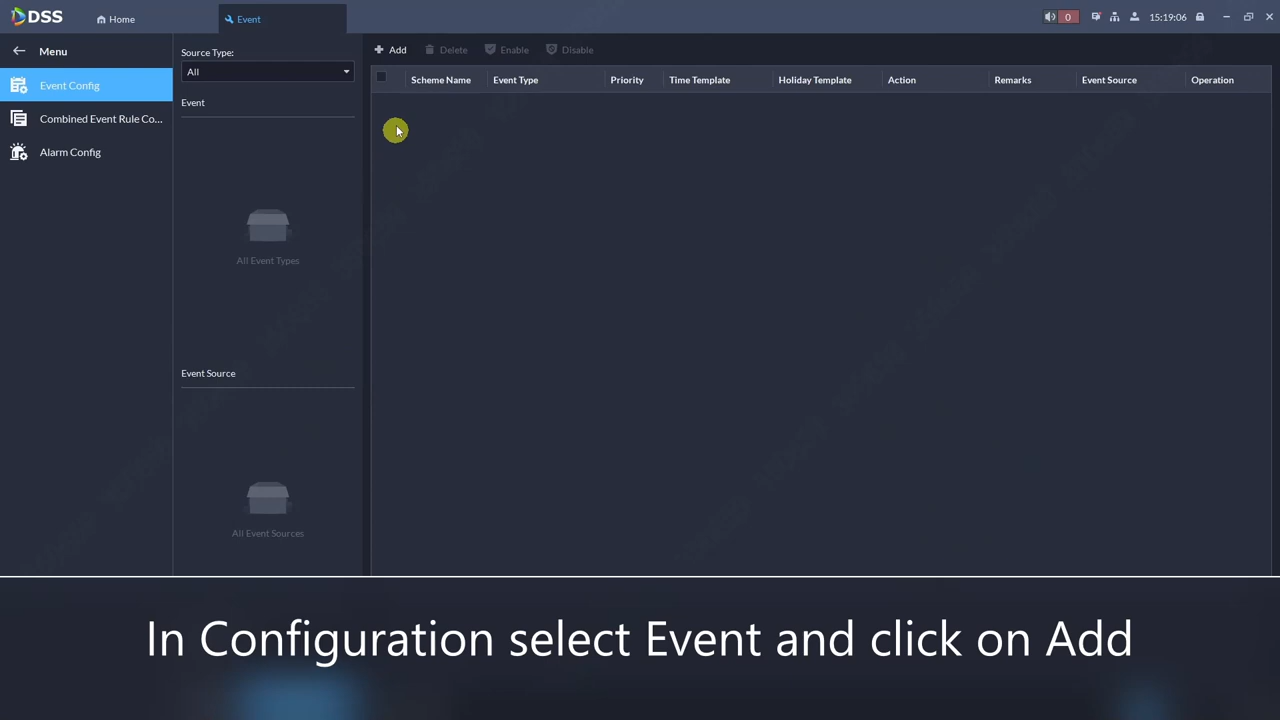 DSS
Home
Event
0
15:19:06
Menu
Event Config
Combined Event Rule Co...
Alarm Config
Source Type:
All
Event
All Event Types
Event Source
All Event Sources
Add Delete Enable Disable
Scheme Name Event Type Priority Time Template Holiday Template Action Remarks Event Source Operation
In Configuration select Event and click on Add